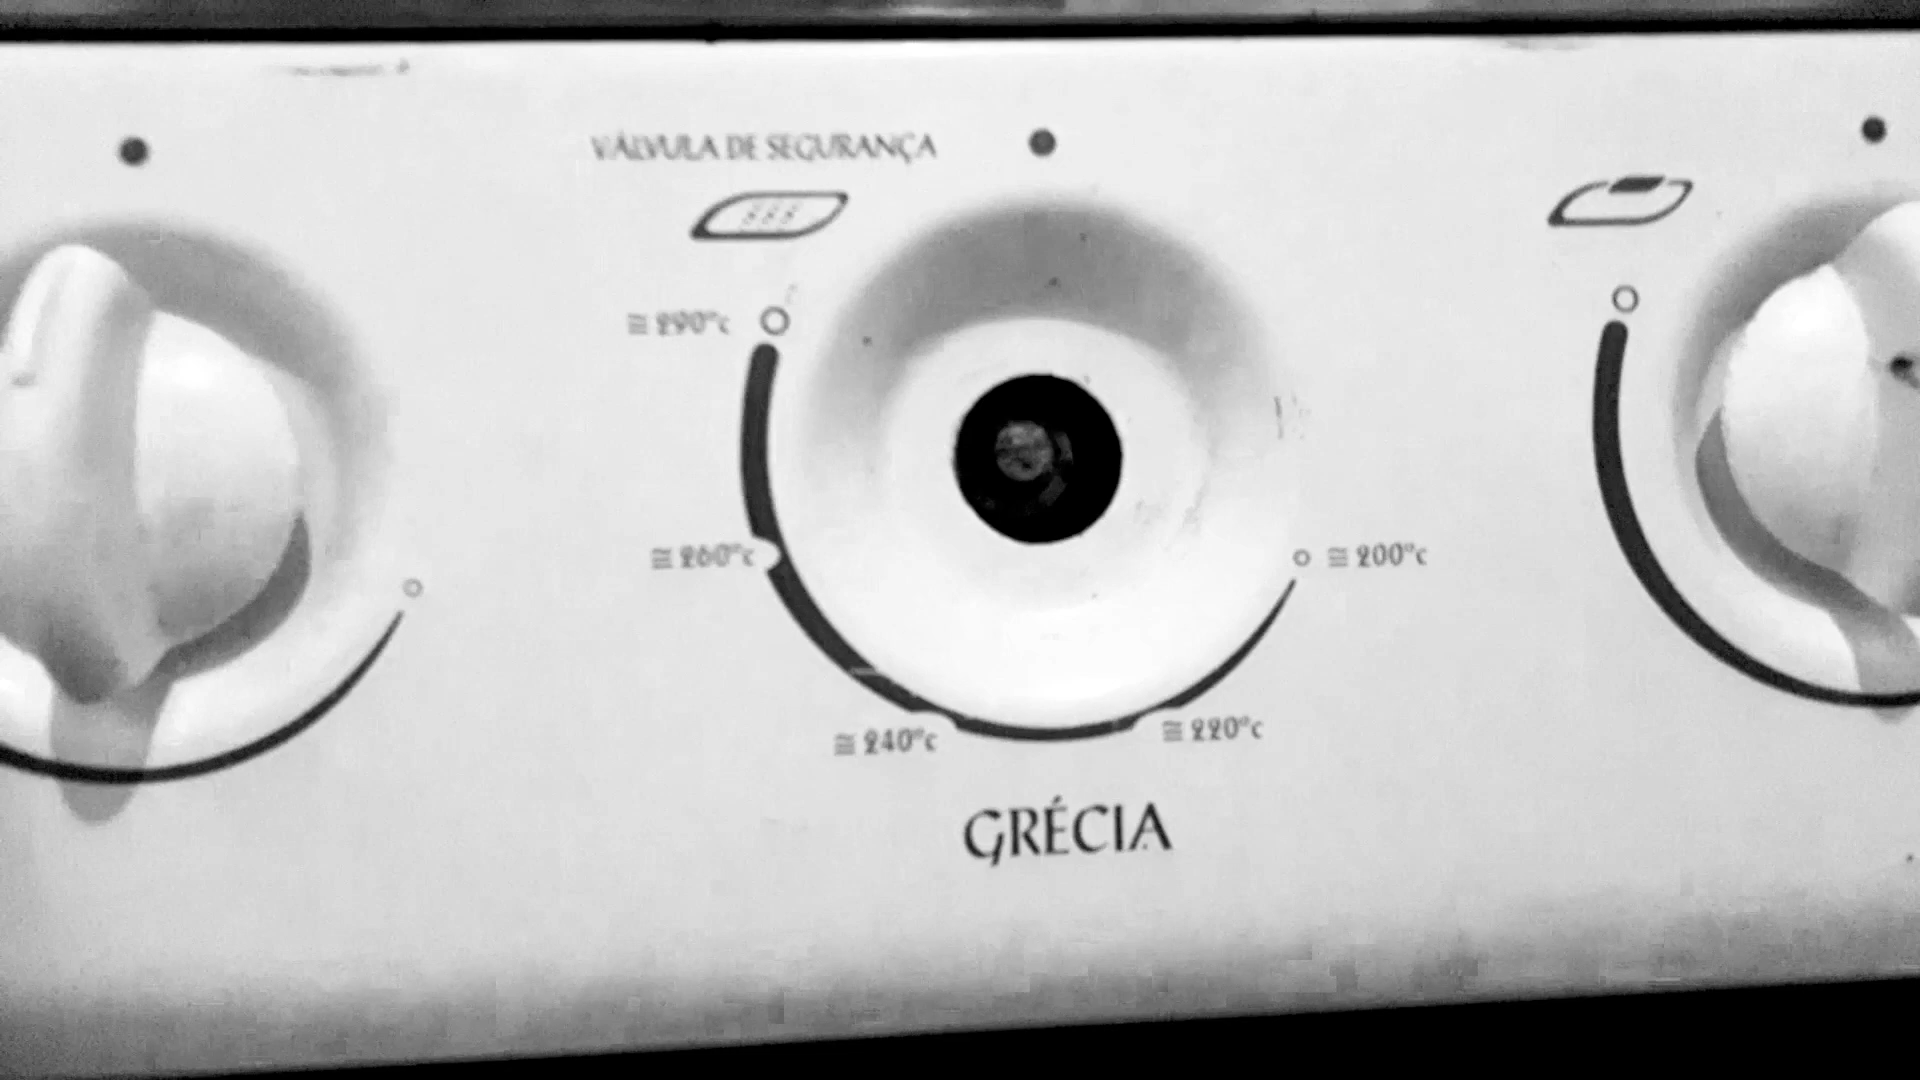 VÁLVULA DE SEGURANÇA
≅ 290°c
≅ 260°c
≅ 200°c
≅ 240°c
≅ 220°c
GRÉCIA